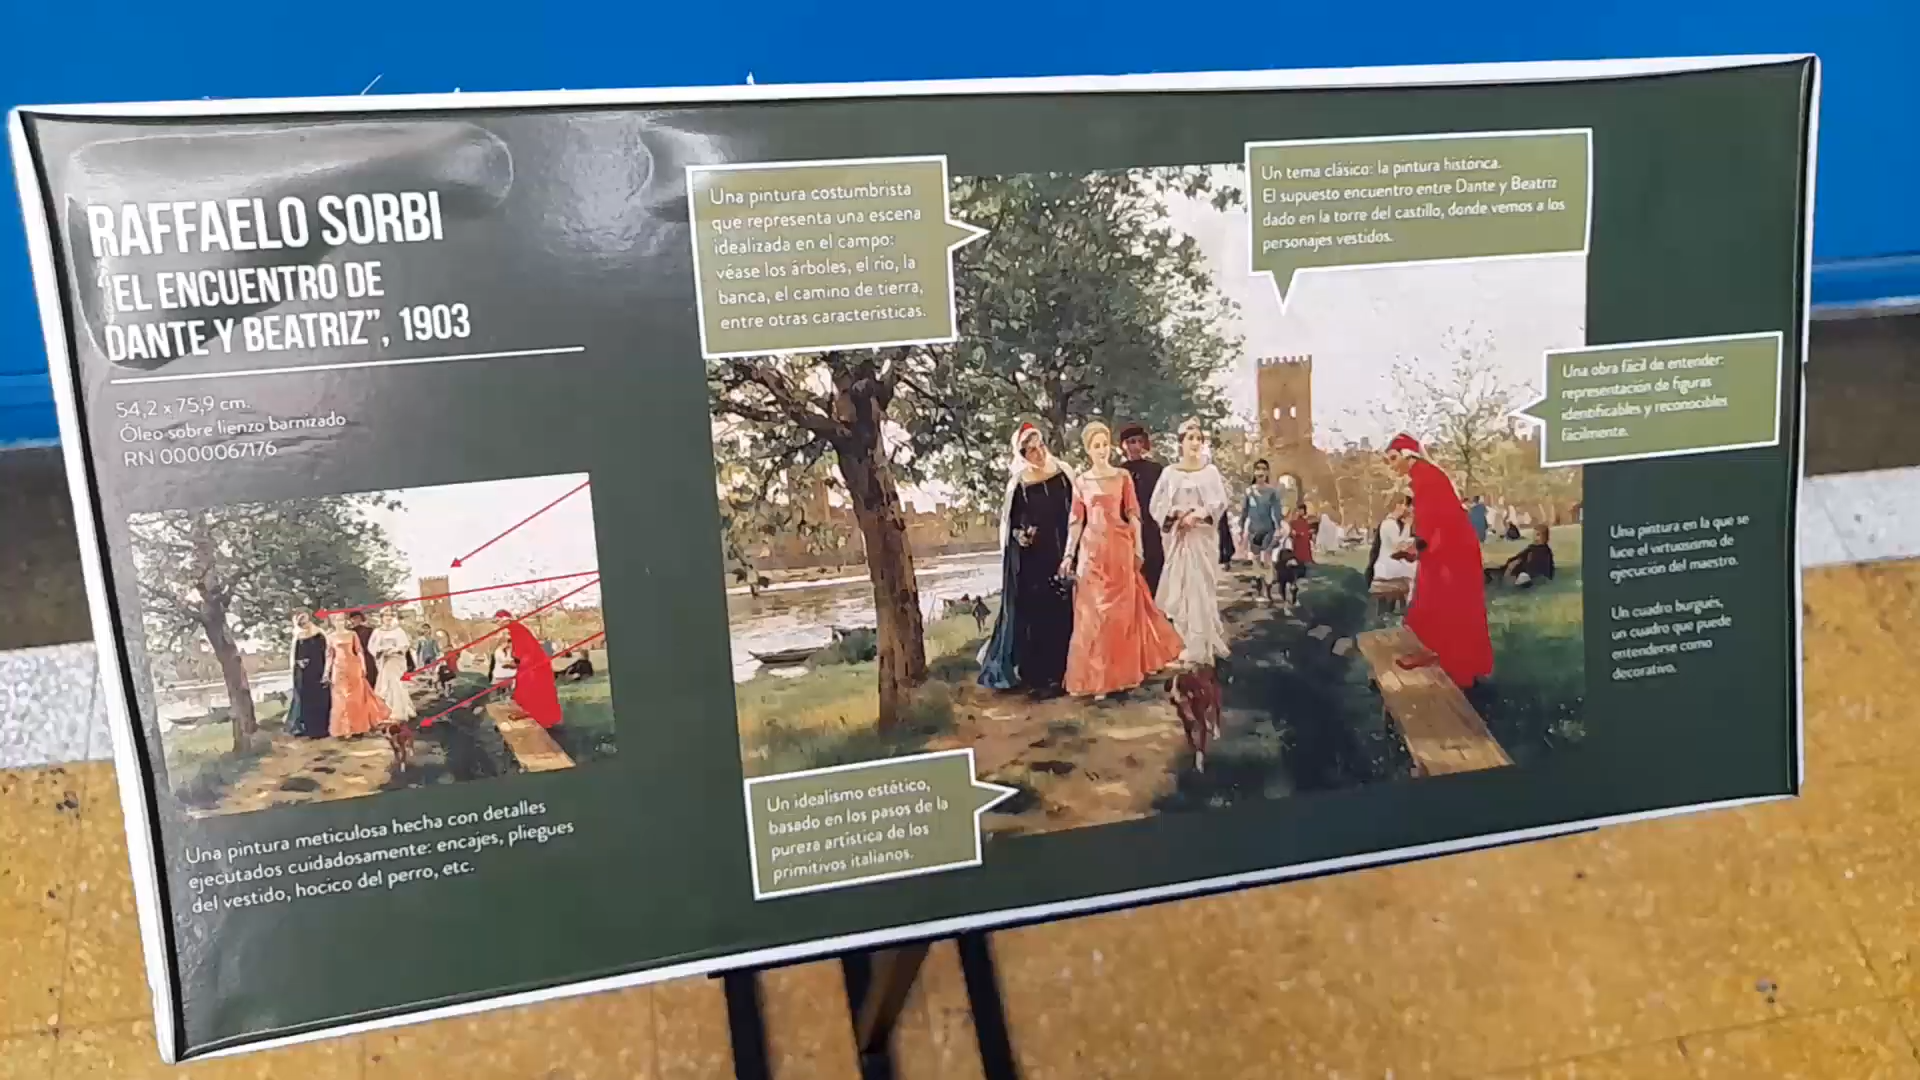 RAFFAELO SORBI
"EL ENCUENTRO DE
DANTE Y BEATRIZ", 1903
54,2 x 75,9 cm.
Óleo sobre lienzo barnizado
RN 0000067176
Una pintura meticulosa hecha con detalles
ejecutados cuidadosamente: encajes, pliegues
del vestido, hocico del perro, etc.
Una pintura costumbrista
que representa una escena
idealizada en el campo:
véase los árboles, el río, la
banca, el camino de tierra,
entre otras características.
Un tema clásico: la pintura histórica.
El supuesto encuentro entre Dante y Beatriz
dado en la torre del castillo, donde vemos a los
personajes vestidos.
Una obra fácil de entender:
representación de figuras
identificables y reconocibles
fácilmente.
Un idealismo estético,
basado en los pasos de la
pureza artística de los
primitivos italianos.
Una pintura en la que se
luce el virtuosismo de
ejecución del maestro.
Un cuadro burgués,
un cuadro que puede
entenderse como
decorativo.